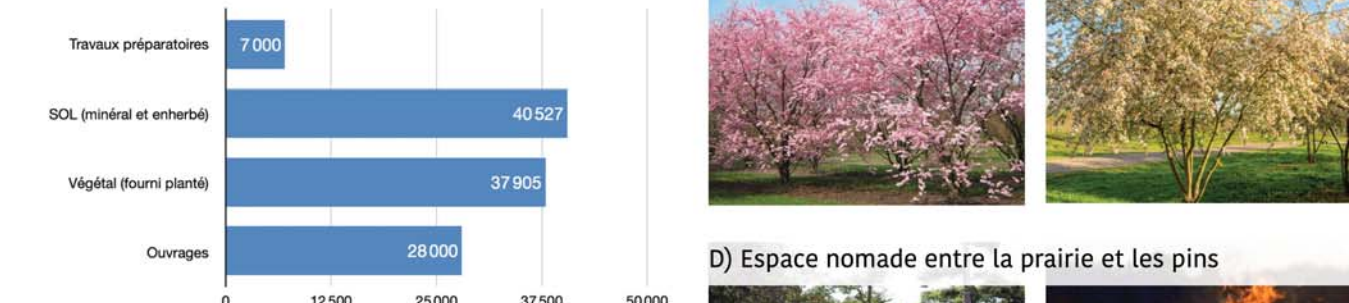 Travaux préparatoires 7 000
SOL (minéral et enherbé) 40 527
Végétal (fourni planté) 37 905
Ouvrages 28 000
0 12 500 25 000 37 500 50 000
D) Espace nomade entre la prairie et les pins